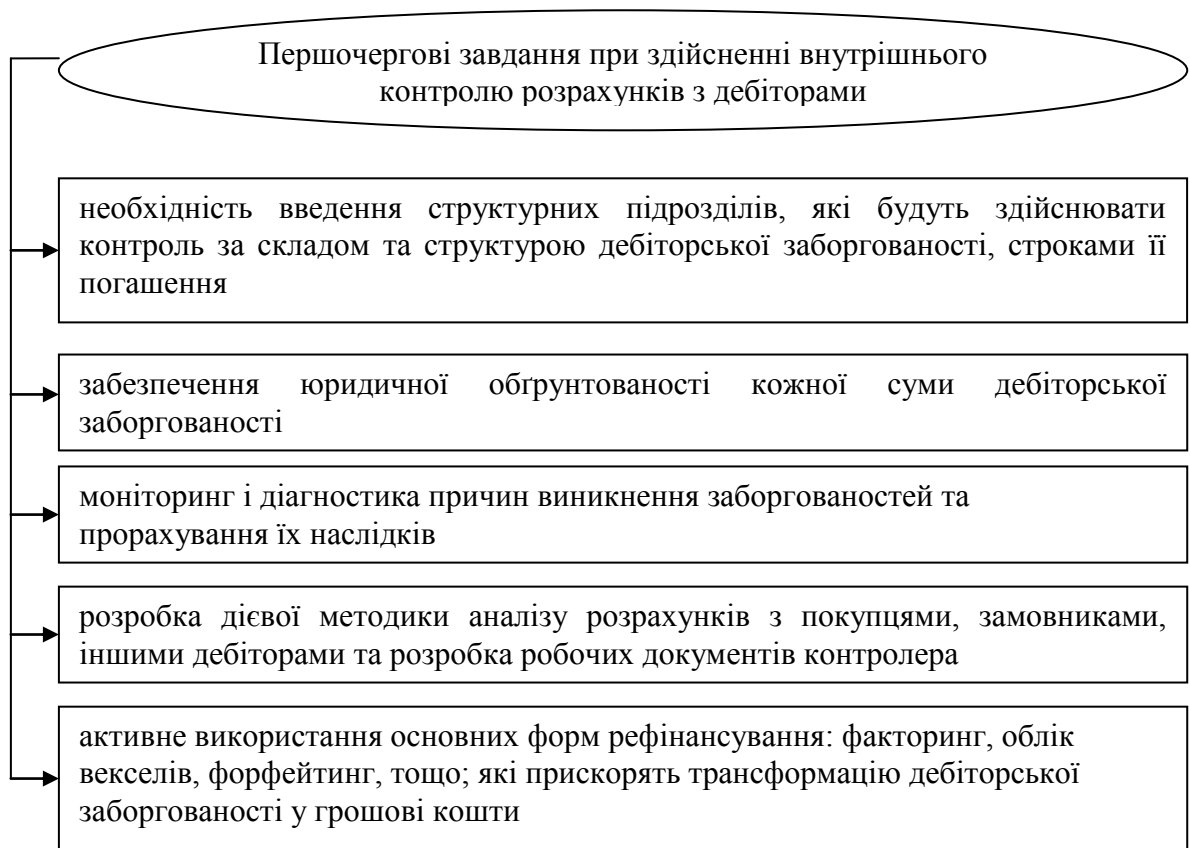 Першочергові завдання при здійсненні внутрішнього
контролю розрахунків з дебіторами
необхідність введення структурних підрозділів, які будуть здійснювати
контроль за складом та структурою дебіторської заборгованості, строками її
погашення
забезпечення юридичної обґрунтованості кожної суми дебіторської
заборгованості
моніторинг і діагностика причин виникнення заборгованостей та
прорахування їх наслідків
розробка дієвої методики аналізу розрахунків з покупцями, замовниками,
іншими дебіторами та розробка робочих документів контролера
активне використання основних форм рефінансування: факторинг, облік
векселів, форфейтинг, тощо; які прискорять трансформацію дебіторської
заборгованості у грошові кошти